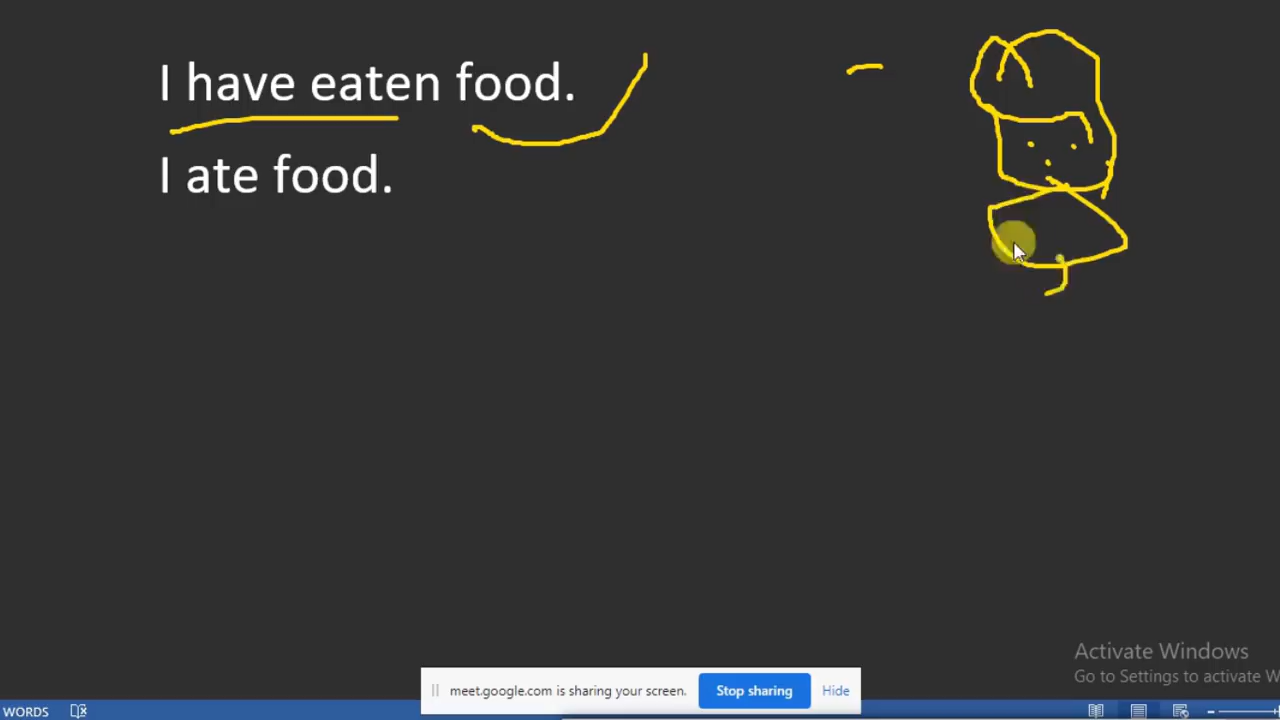 I have eaten food.
I ate food.
Activate Windows
Go to Settings to activate W
meet.google.com is sharing your screen.
Stop sharing
Hide
WORDS